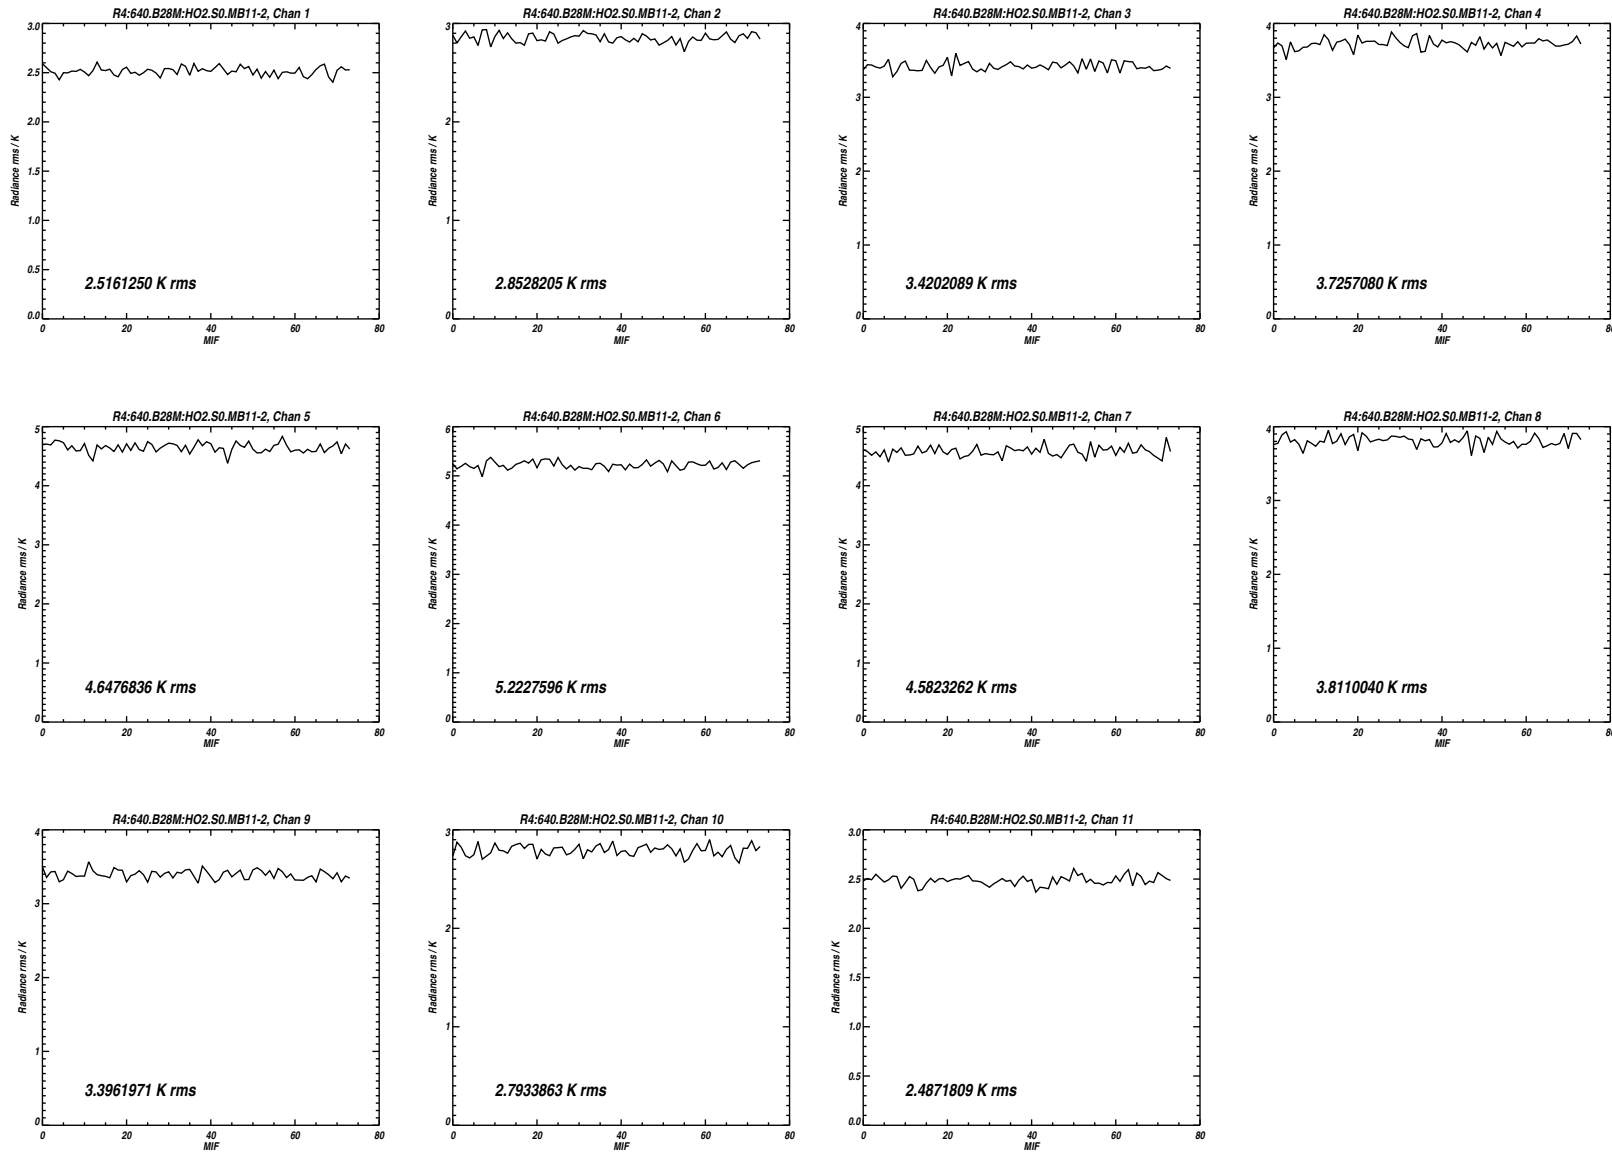 R4:640.B28M:HO2.S0.MB11-2, Chan 1
3.0
2.5
2.0
1.5
1.0
0.5
0.0
Radiance rms / K
2.5161250 K rms
0 20 40 60 80
MIF
R4:640.B28M:HO2.S0.MB11-2, Chan 2
3
2
1
0
Radiance rms / K
2.8528205 K rms
0 20 40 60 80
MIF
R4:640.B28M:HO2.S0.MB11-2, Chan 3
4
3
2
1
0
Radiance rms / K
3.4202089 K rms
0 20 40 60 80
MIF
R4:640.B28M:HO2.S0.MB11-2, Chan 4
4
3
2
1
0
Radiance rms / K
3.7257080 K rms
0 20 40 60 80
MIF
R4:640.B28M:HO2.S0.MB11-2, Chan 5
5
4
3
2
1
0
Radiance rms / K
4.6476836 K rms
0 20 40 60 80
MIF
R4:640.B28M:HO2.S0.MB11-2, Chan 6
6
5
4
3
2
1
0
Radiance rms / K
5.2227596 K rms
0 20 40 60 80
MIF
R4:640.B28M:HO2.S0.MB11-2, Chan 7
5
4
3
2
1
0
Radiance rms / K
4.5823262 K rms
0 20 40 60 80
MIF
R4:640.B28M:HO2.S0.MB11-2, Chan 8
4
3
2
1
0
Radiance rms / K
3.8110040 K rms
0 20 40 60 80
MIF
R4:640.B28M:HO2.S0.MB11-2, Chan 9
4
3
2
1
0
Radiance rms / K
3.3961971 K rms
0 20 40 60 80
MIF
R4:640.B28M:HO2.S0.MB11-2, Chan 10
3
2
1
0
Radiance rms / K
2.7933863 K rms
0 20 40 60 80
MIF
R4:640.B28M:HO2.S0.MB11-2, Chan 11
3.0
2.5
2.0
1.5
1.0
0.5
0.0
Radiance rms / K
2.4871809 K rms
0 20 40 60 80
MIF